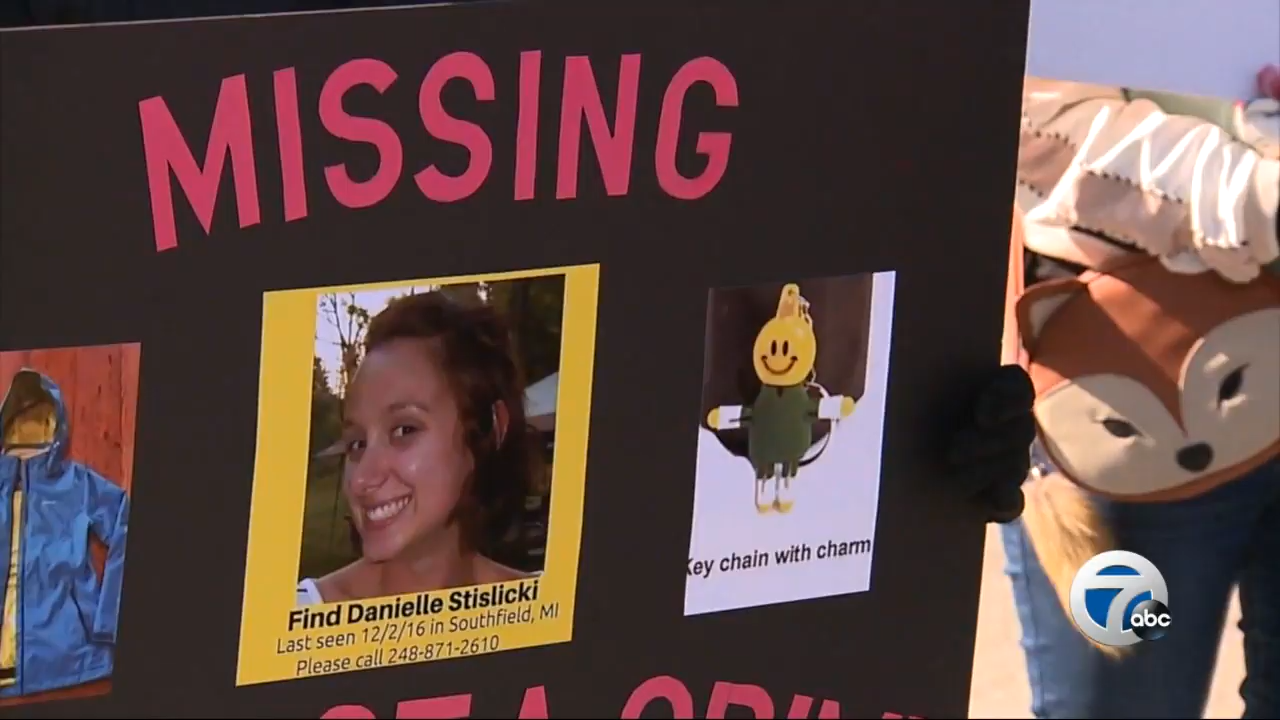 MISSING
Find Danielle Stislicki
Last seen 12/2/16 in Southfield, MI
Please call 248-871-2610
Key chain with charm
7 abc